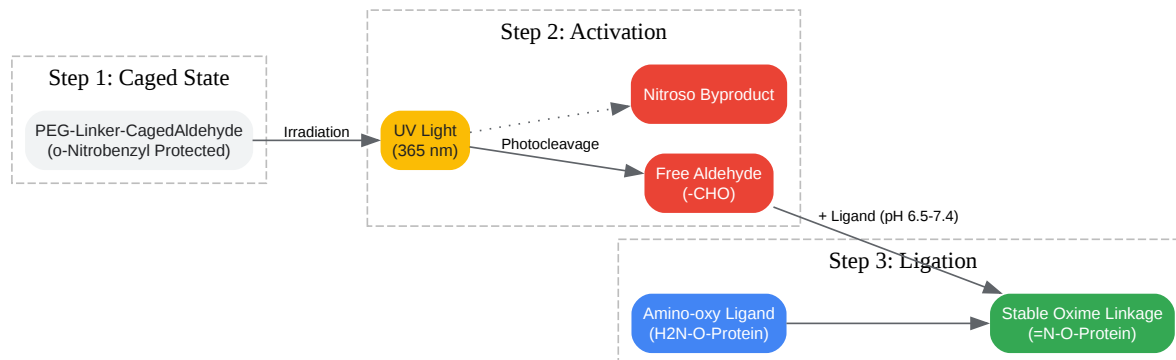 Step 1: Caged State
PEG-Linker-CagedAldehyde
(o-Nitrobenzyl Protected)
Irradiation
Step 2: Activation
UV Light
(365 nm)
Nitroso Byproduct
Photocleavage
Free Aldehyde
(-CHO)
+ Ligand (pH 6.5-7.4)
Step 3: Ligation
Amino-oxy Ligand
(H2N-O-Protein)
Stable Oxime Linkage
(=N-O-Protein)